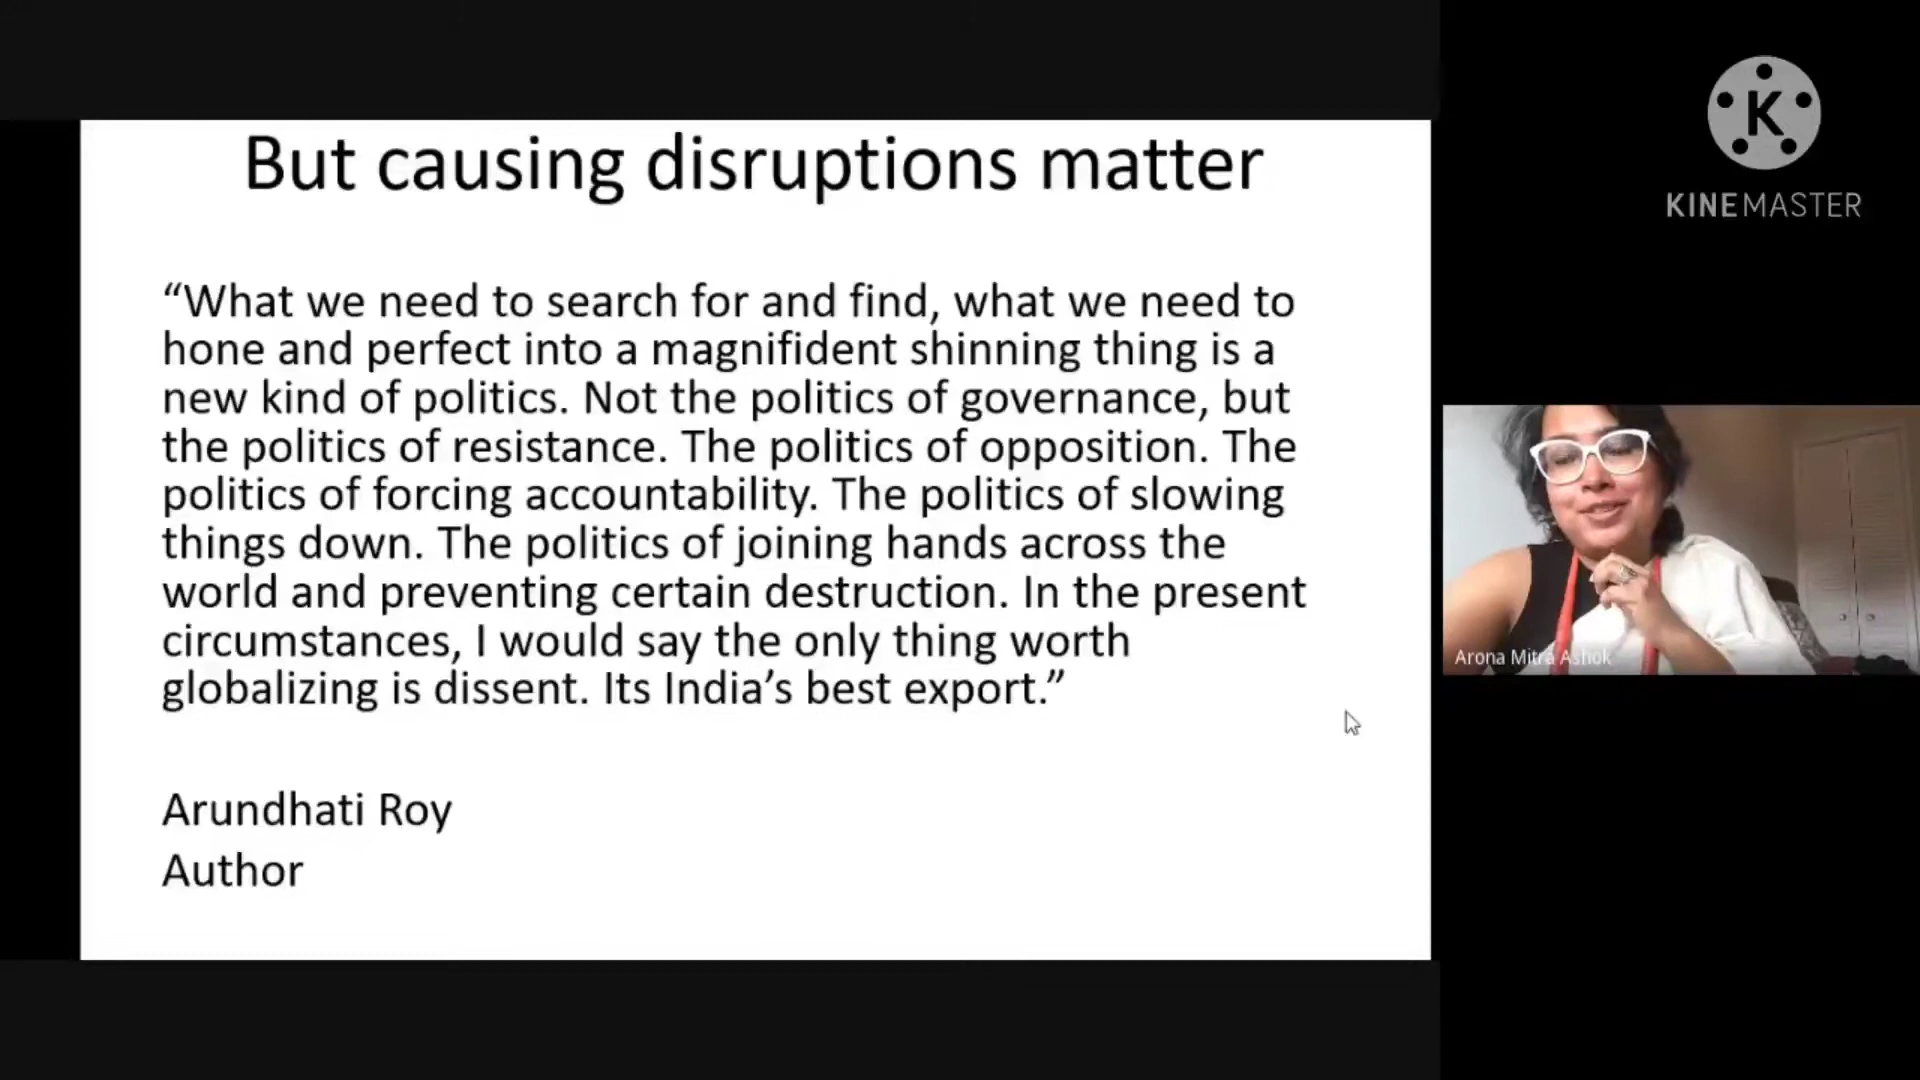 But causing disruptions matter
“What we need to search for and find, what we need to
hone and perfect into a magnifident shinning thing is a
new kind of politics. Not the politics of governance, but
the politics of resistance. The politics of opposition. The
politics of forcing accountability. The politics of slowing
things down. The politics of joining hands across the
world and preventing certain destruction. In the present
circumstances, I would say the only thing worth
globalizing is dissent. Its India’s best export.”
Arundhati Roy
Author
K
KINEMASTER
Arona Mitra Ashok